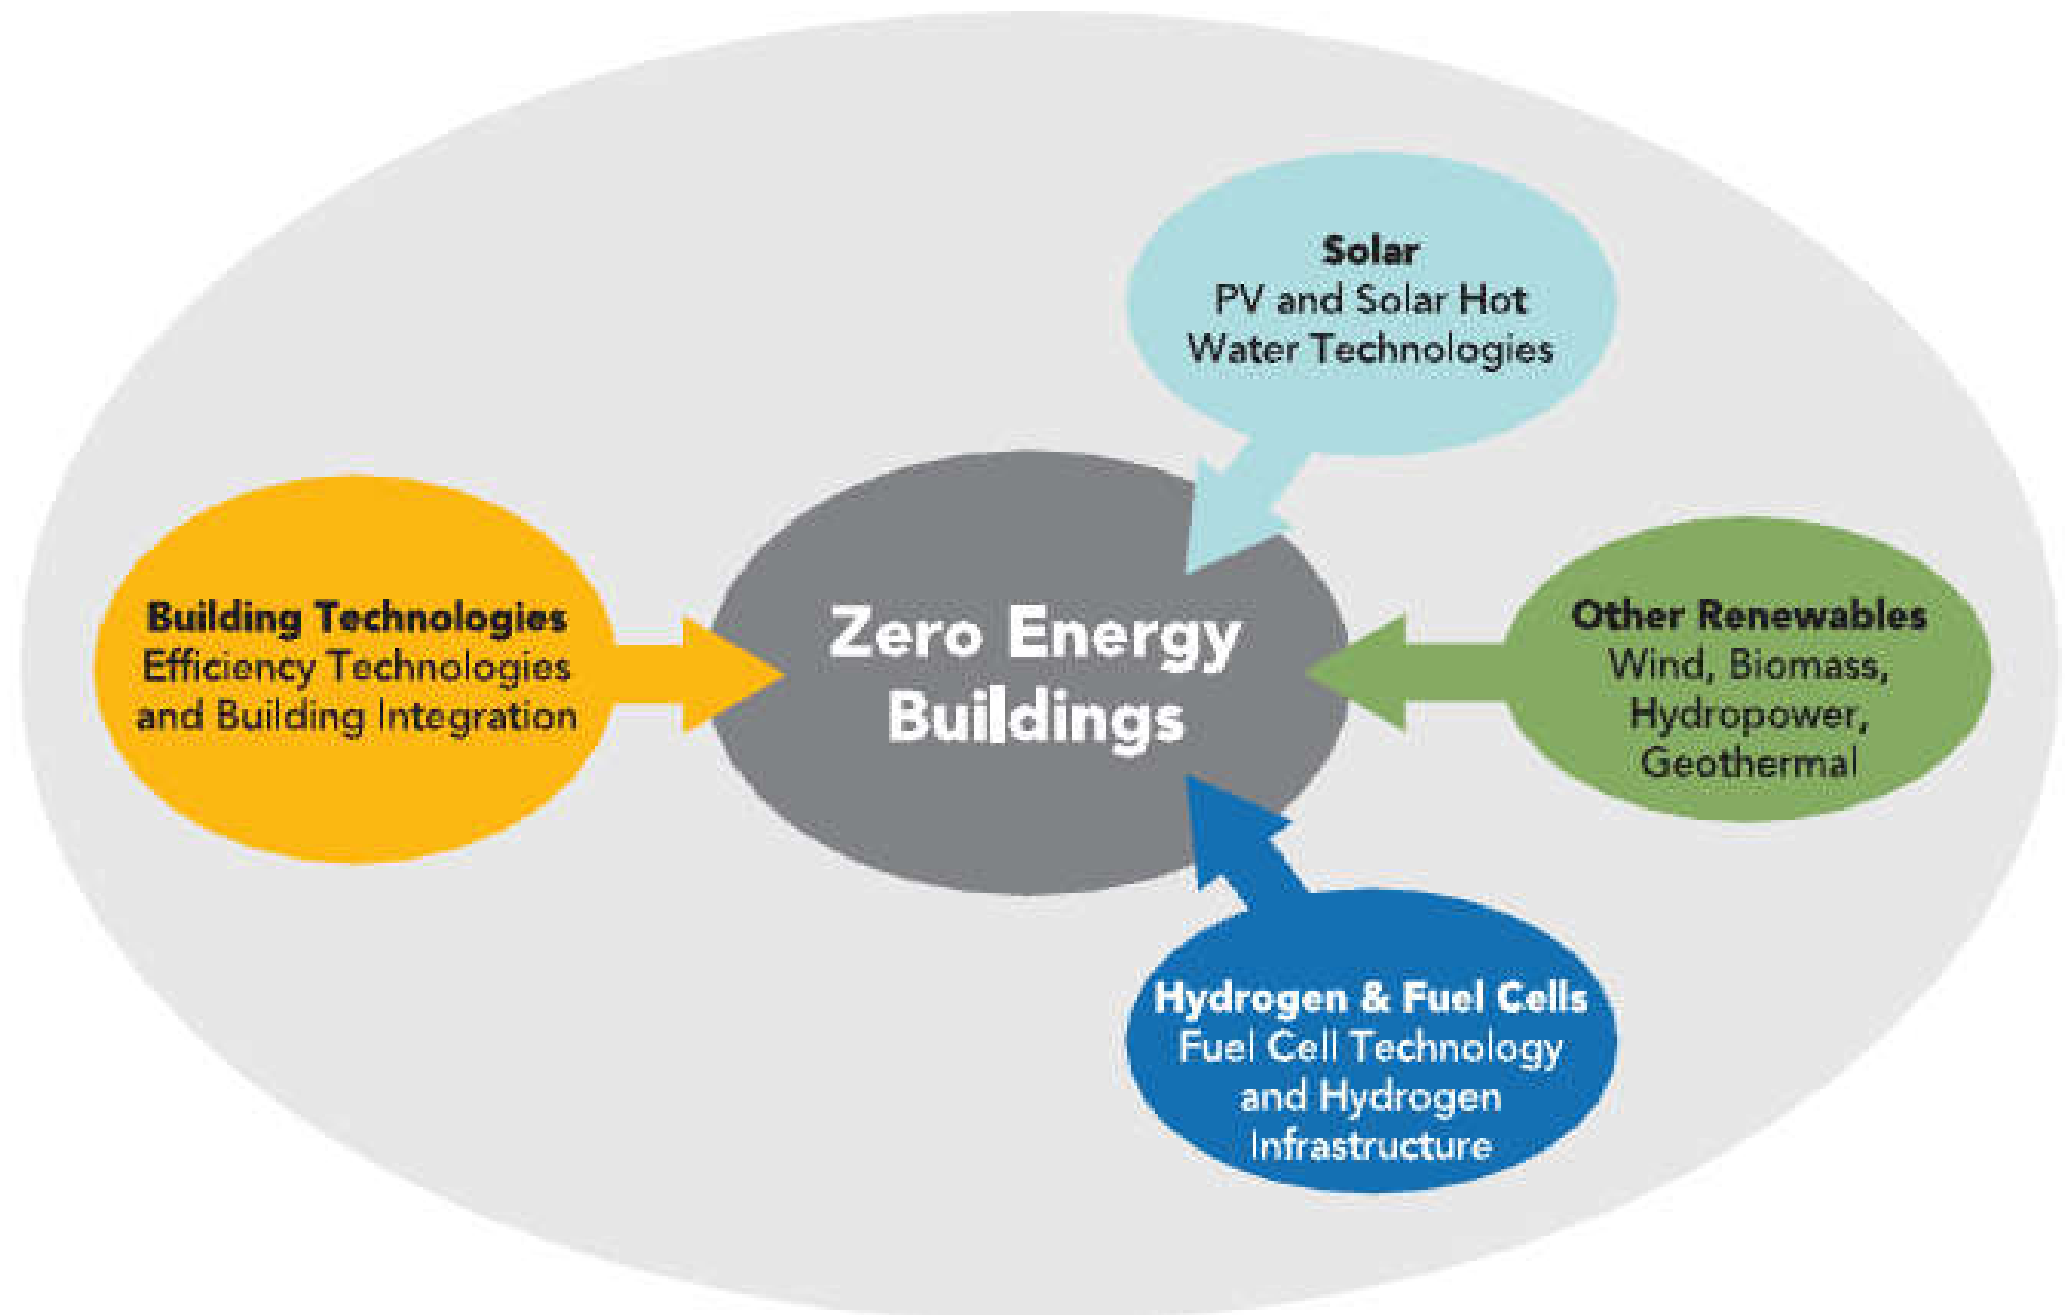 Solar
PV and Solar Hot
Water Technologies
Building Technologies
Efficiency Technologies
and Building Integration
Zero Energy
Buildings
Other Renewables
Wind, Biomass,
Hydropower,
Geothermal
Hydrogen & Fuel Cells
Fuel Cell Technology
and Hydrogen
Infrastructure